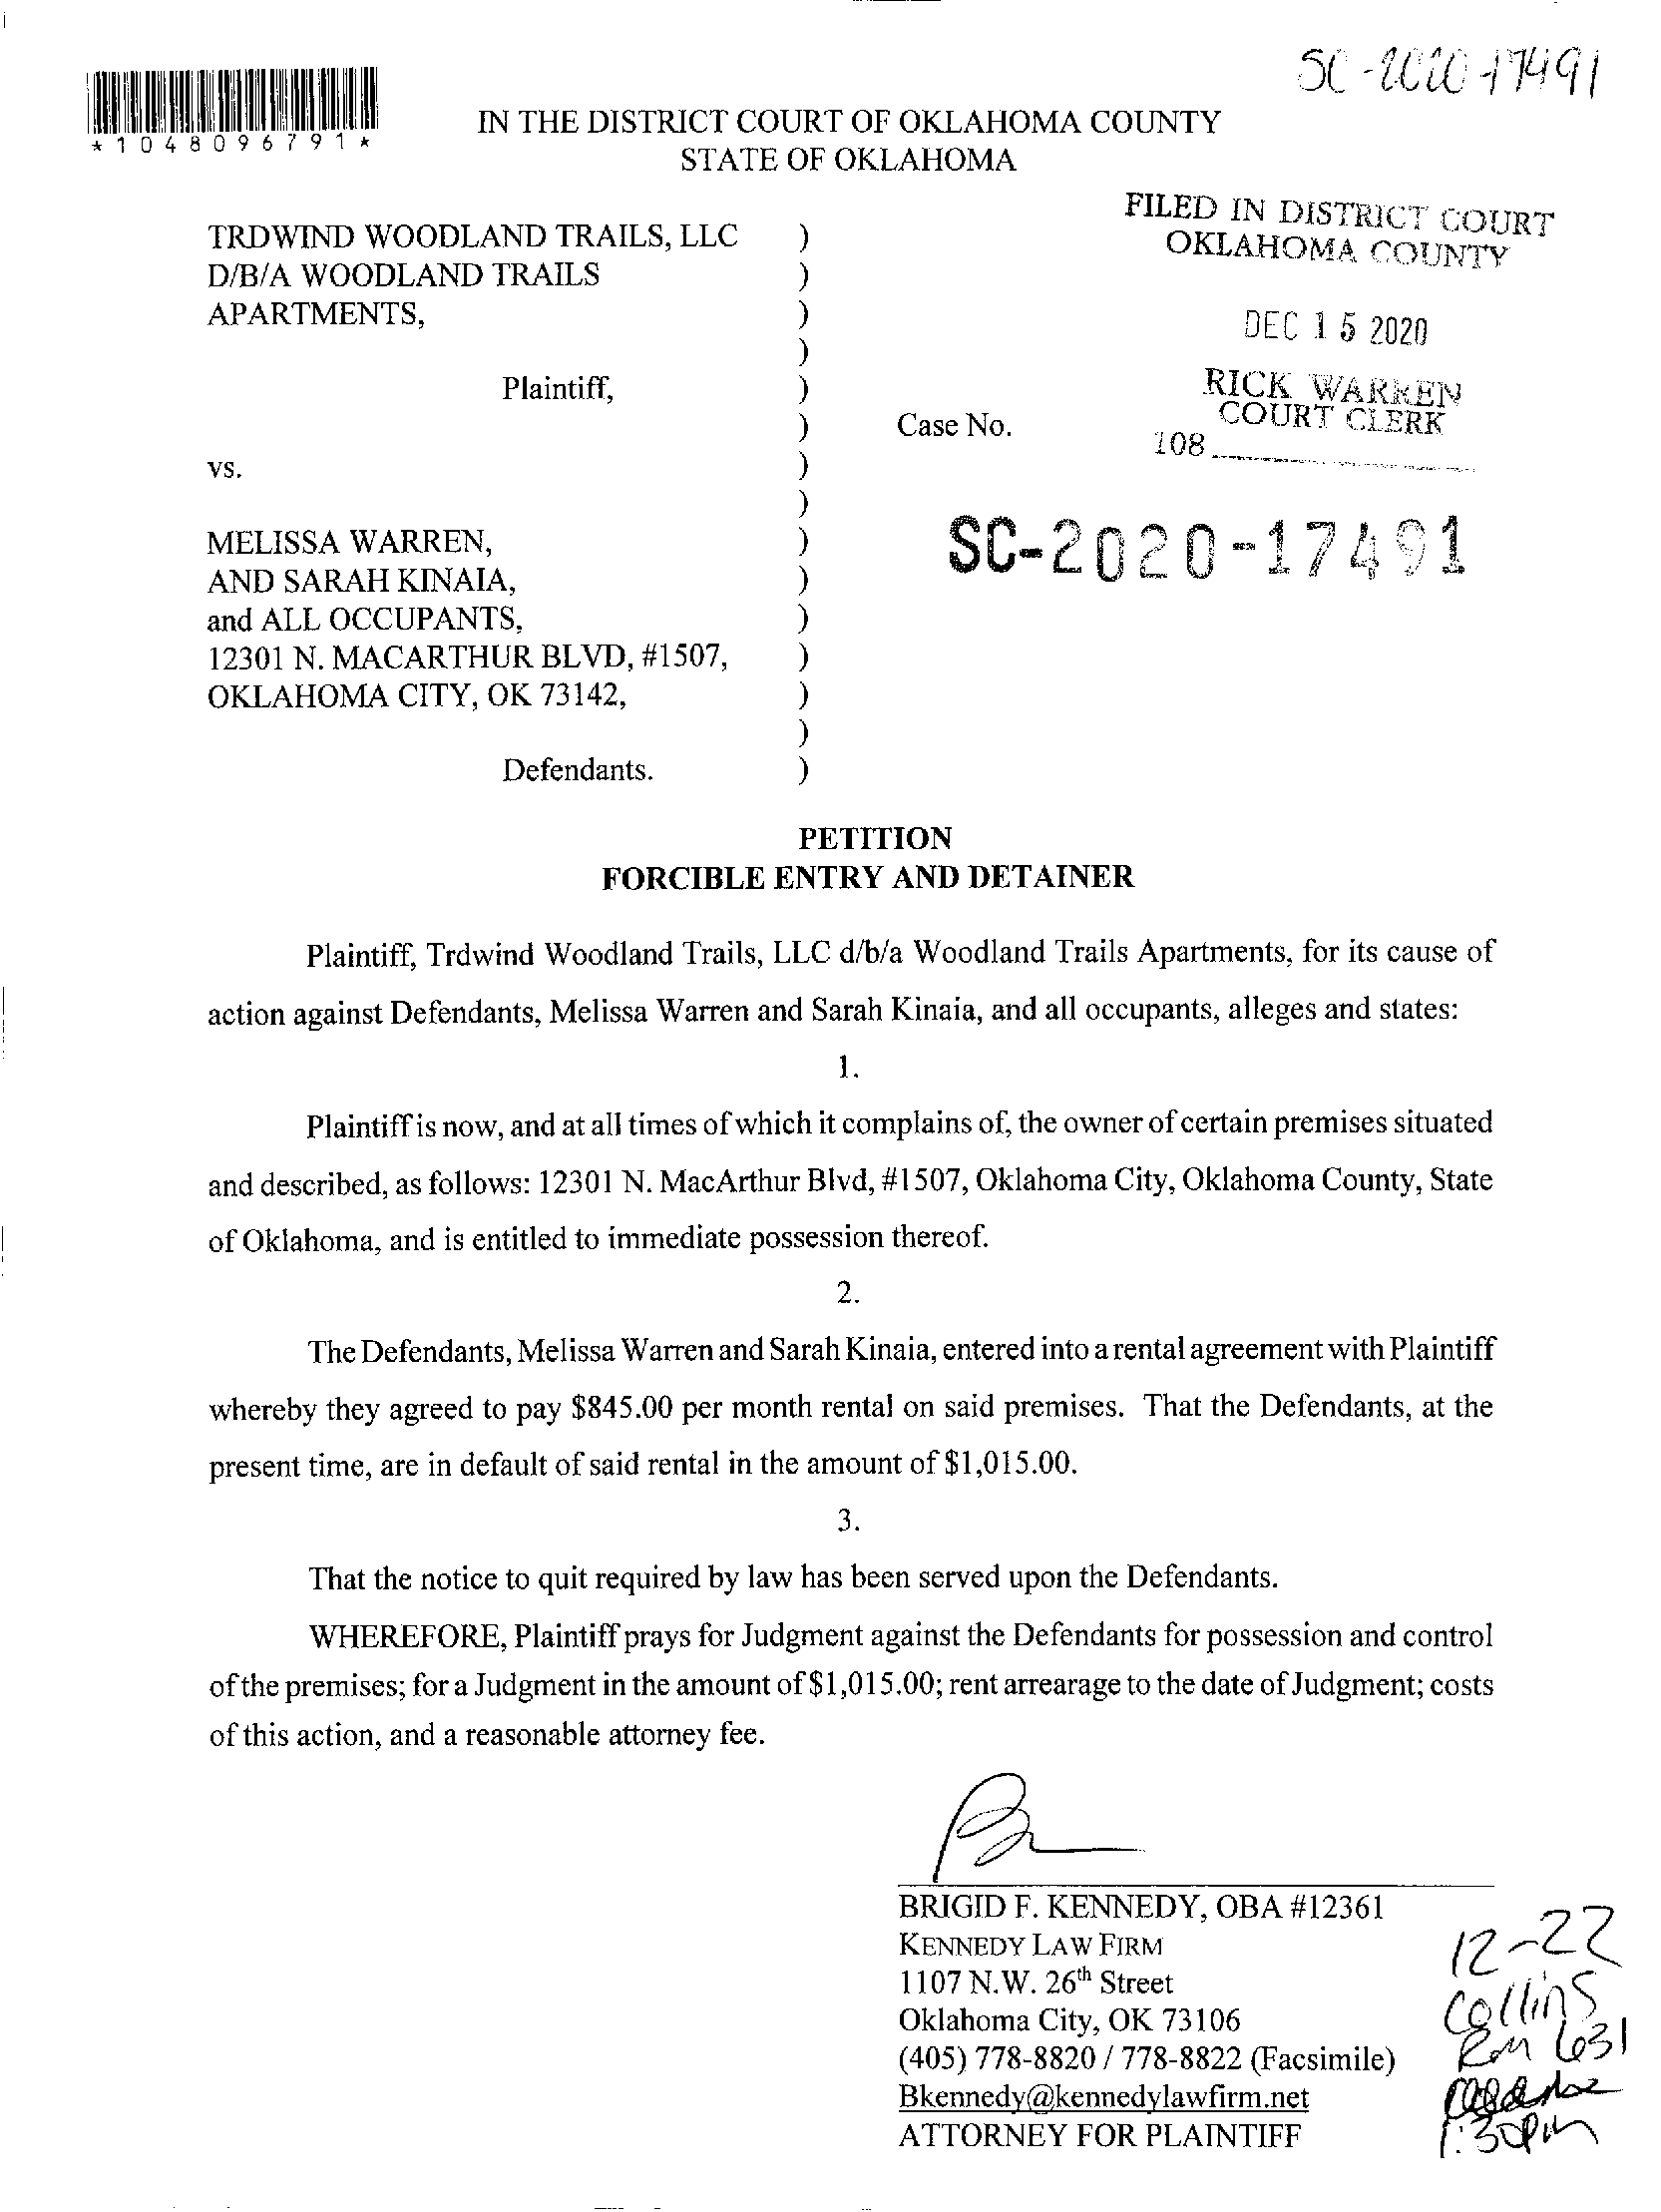 SC-2020-17491
*1048096791*
IN THE DISTRICT COURT OF OKLAHOMA COUNTY
STATE OF OKLAHOMA
FILED IN DISTRICT COURT
OKLAHOMA COUNTY
DEC 15 2020
RICK WARREN
COURT CLERK
108
TRDWIND WOODLAND TRAILS, LLC )
D/B/A WOODLAND TRAILS )
APARTMENTS, )
)
Plaintiff, )
) Case No.
vs. )
)
SC-2020-17491
MELISSA WARREN, )
AND SARAH KINAIA, )
and ALL OCCUPANTS, )
12301 N. MACARTHUR BLVD, #1507, )
OKLAHOMA CITY, OK 73142, )
)
Defendants. )
PETITION
FORCIBLE ENTRY AND DETAINER
Plaintiff, Trdwind Woodland Trails, LLC d/b/a Woodland Trails Apartments, for its cause of
action against Defendants, Melissa Warren and Sarah Kinaia, and all occupants, alleges and states:
1.
Plaintiff is now, and at all times of which it complains of, the owner of certain premises situated
and described, as follows: 12301 N. MacArthur Blvd, #1507, Oklahoma City, Oklahoma County, State
of Oklahoma, and is entitled to immediate possession thereof.
2.
The Defendants, Melissa Warren and Sarah Kinaia, entered into a rental agreement with Plaintiff
whereby they agreed to pay $845.00 per month rental on said premises. That the Defendants, at the
present time, are in default of said rental in the amount of $1,015.00.
3.
That the notice to quit required by law has been served upon the Defendants.
WHEREFORE, Plaintiff prays for Judgment against the Defendants for possession and control
of the premises; for a Judgment in the amount of $1,015.00; rent arrearage to the date of Judgment; costs
of this action, and a reasonable attorney fee.
BRIGID F. KENNEDY, OBA #12361
KENNEDY LAW FIRM
1107 N.W. 26th Street
Oklahoma City, OK 73106
(405) 778-8820 / 778-8822 (Facsimile)
Bkennedy@kennedylawfirm.net
ATTORNEY FOR PLAINTIFF
12-22
Collins
Rm 631
1:30pm